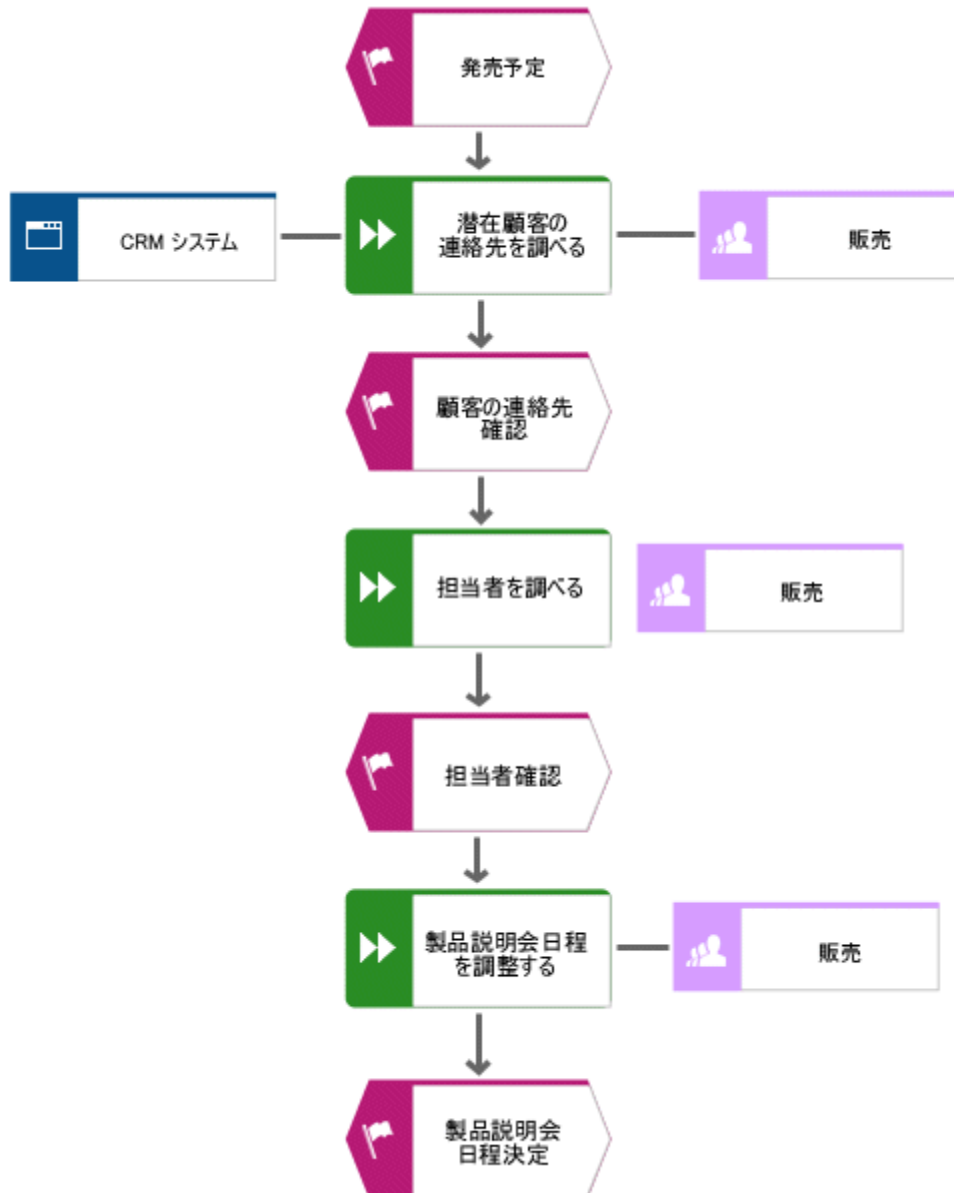 発売予定
CRM システム
潜在顧客の
連絡先を調べる
販売
顧客の連絡先
確認
担当者を調べる
販売
担当者確認
製品説明会日程
を調整する
販売
製品説明会
日程決定